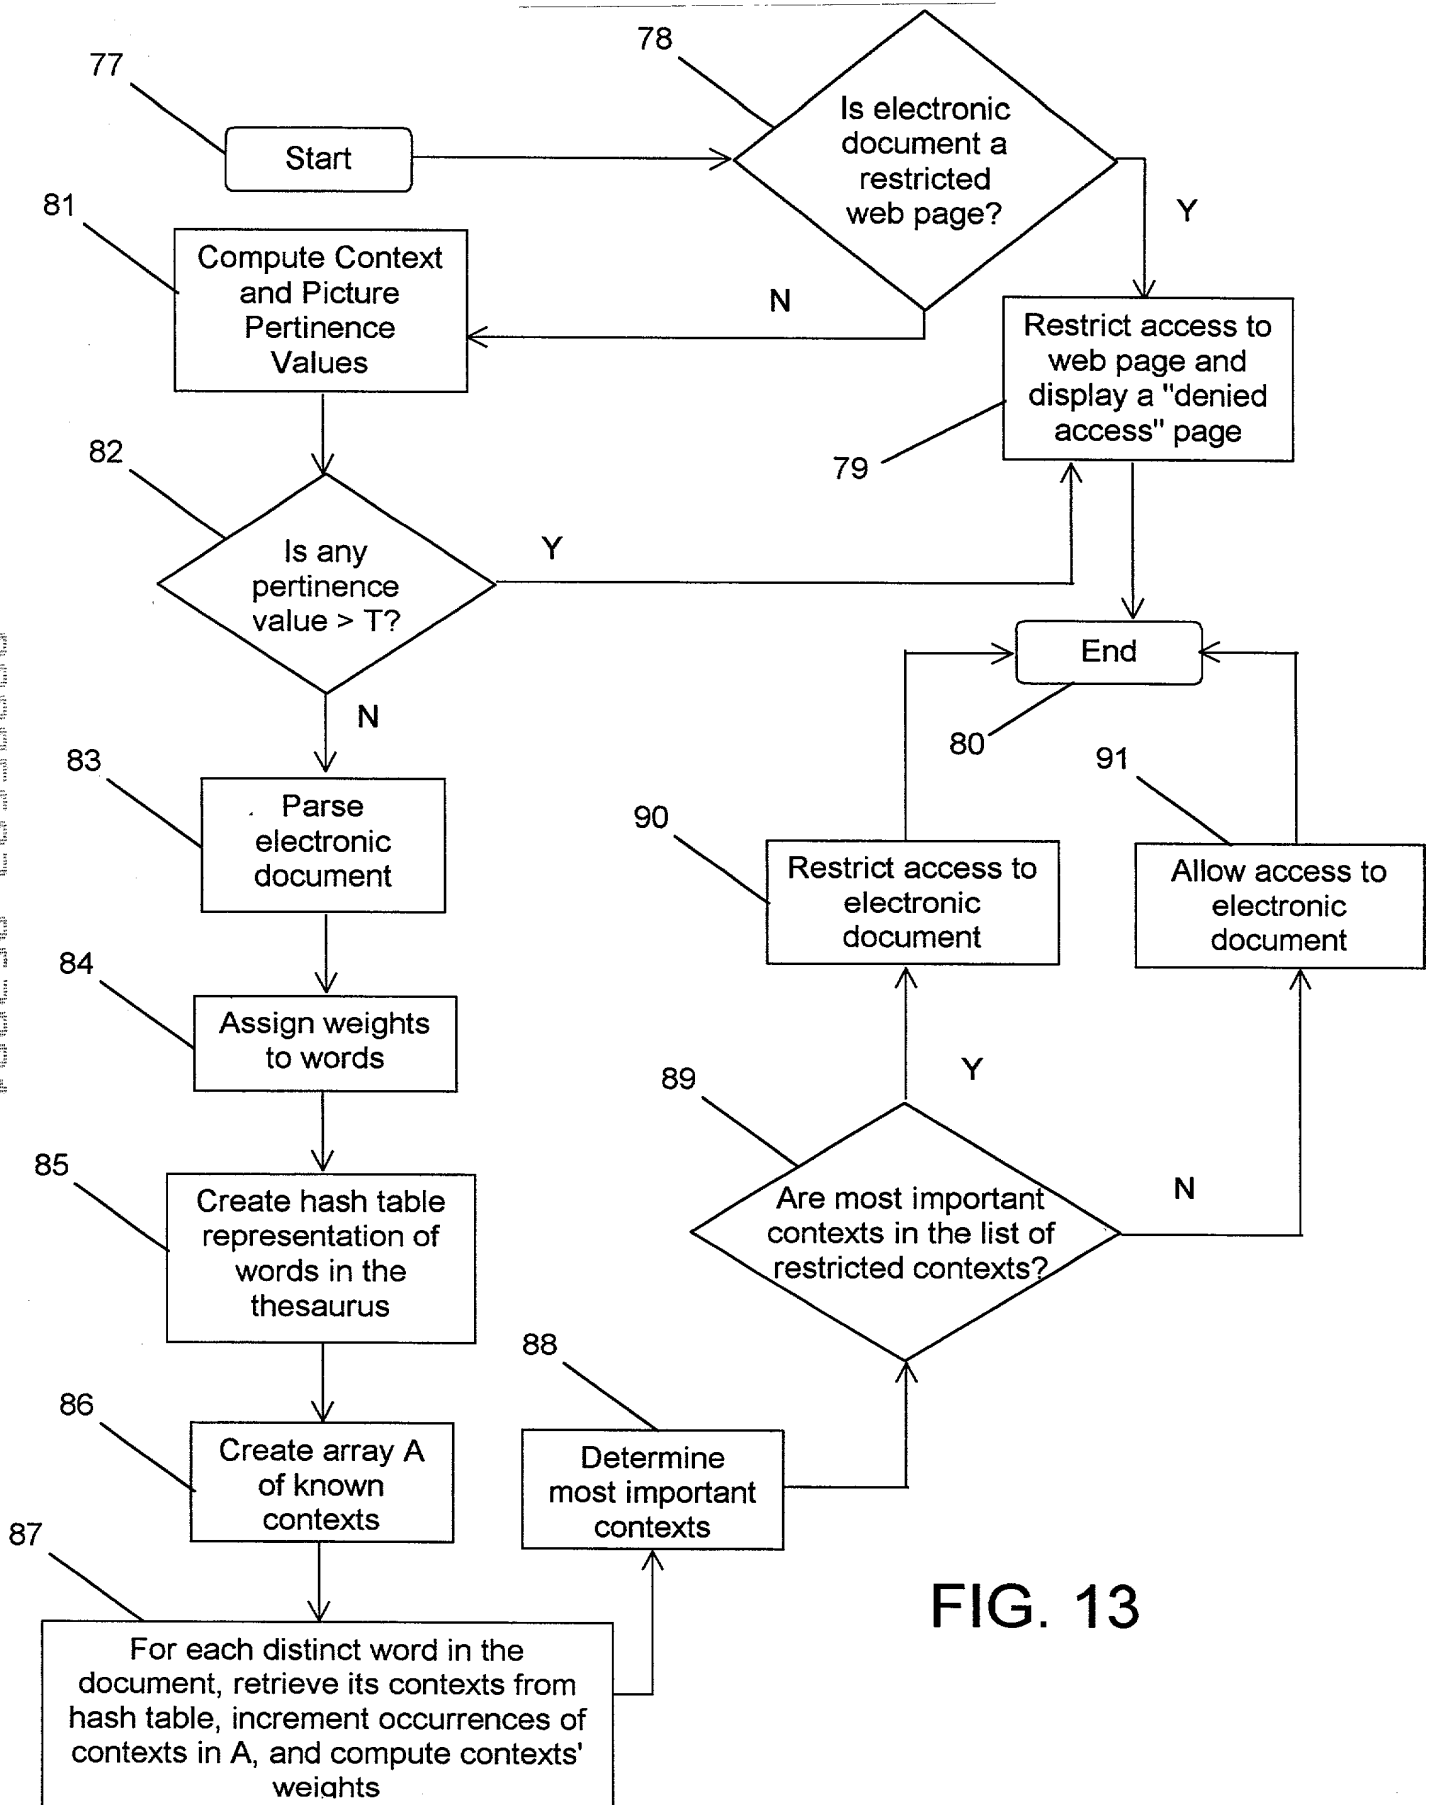 78
77
Is electronic
document a
restricted
web page?
Start
Y
81
Compute Context
and Picture
Pertinence
Values
N
Restrict access to
web page and
display a "denied
access" page
79
82
Is any
pertinence
value > T?
Y
N
End
80
83
Parse
electronic
document
90
Restrict access to
electronic
document
91
Allow access to
electronic
document
84
Assign weights
to words
Y
89
Are most important
contexts in the list of
restricted contexts?
N
85
Create hash table
representation of
words in the
thesaurus
86
Create array A
of known
contexts
88
Determine
most important
contexts
87
For each distinct word in the
document, retrieve its contexts from
hash table, increment occurrences of
contexts in A, and compute contexts'
weights
FIG. 13